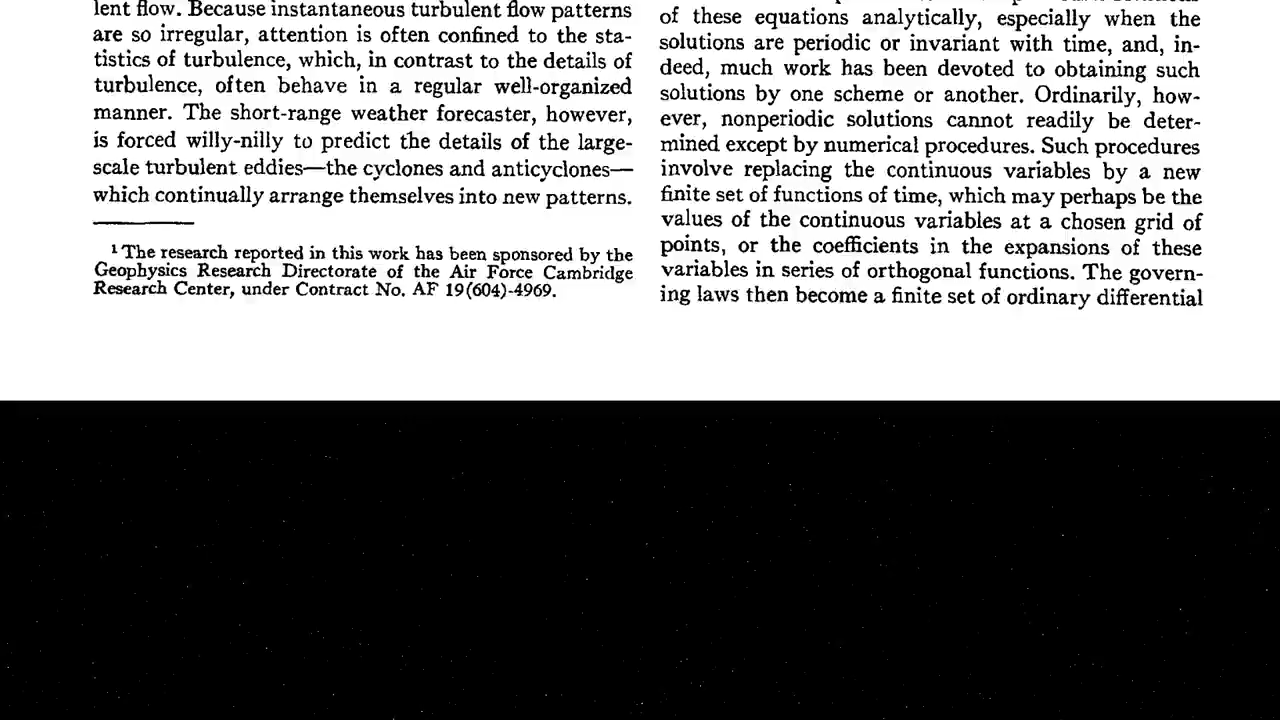 lent flow. Because instantaneous turbulent flow patterns
are so irregular, attention is often confined to the sta-
tistics of turbulence, which, in contrast to the details of
turbulence, often behave in a regular well-organized
manner. The short-range weather forecaster, however,
is forced willy-nilly to predict the details of the large-
scale turbulent eddies—the cyclones and anticyclones—
which continually arrange themselves into new patterns.
¹ The research reported in this work has been sponsored by the
Geophysics Research Directorate of the Air Force Cambridge
Research Center, under Contract No. AF 19(604)-4969.
of these equations analytically, especially when the
solutions are periodic or invariant with time, and, in-
deed, much work has been devoted to obtaining such
solutions by one scheme or another. Ordinarily, how-
ever, nonperiodic solutions cannot readily be deter-
mined except by numerical procedures. Such procedures
involve replacing the continuous variables by a new
finite set of functions of time, which may perhaps be the
values of the continuous variables at a chosen grid of
points, or the coefficients in the expansions of these
variables in series of orthogonal functions. The govern-
ing laws then become a finite set of ordinary differential